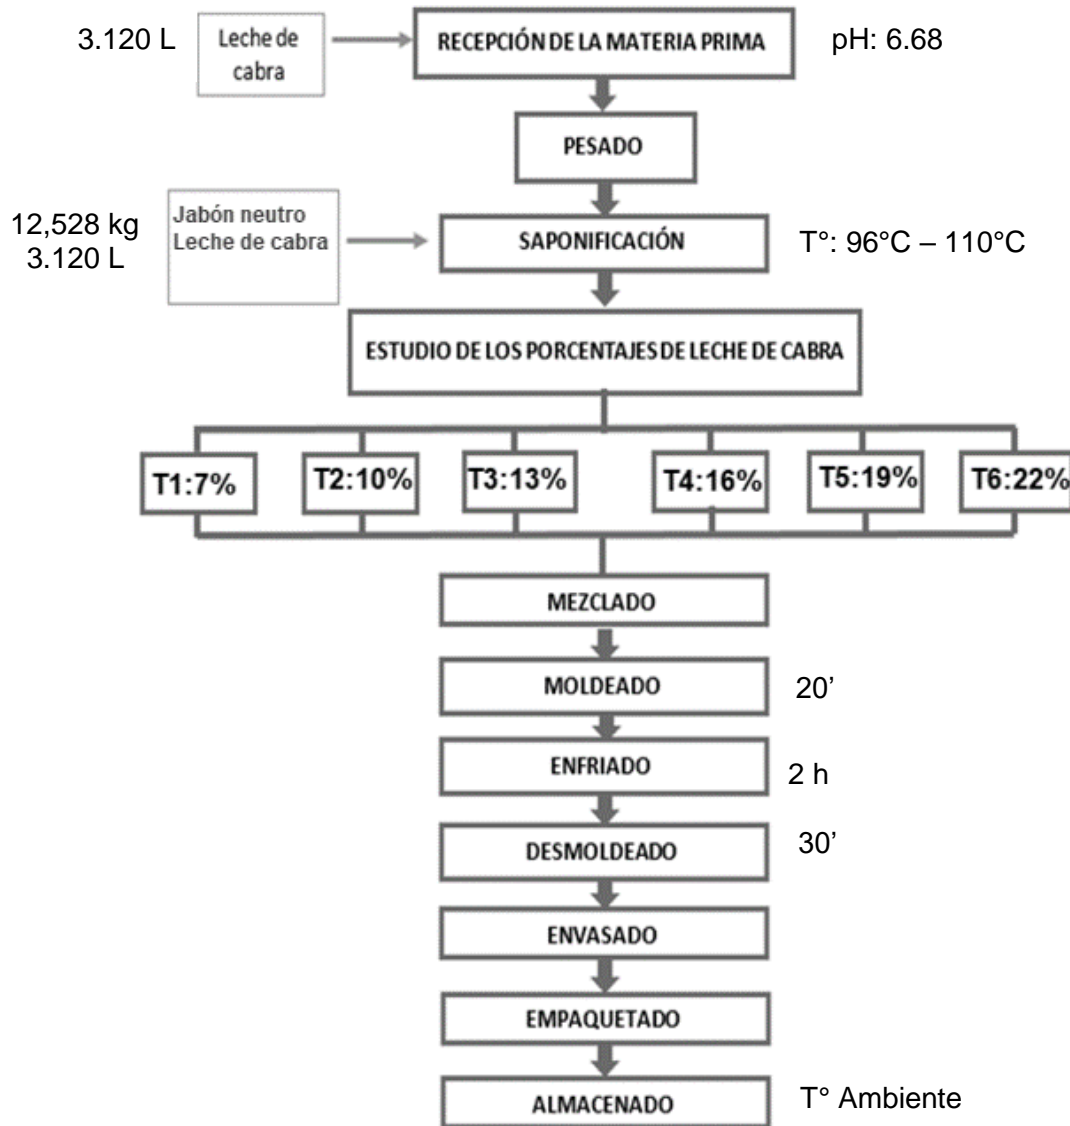 3.120 L
Leche de
cabra
RECEPCIÓN DE LA MATERIA PRIMA
pH: 6.68
PESADO
12,528 kg
3.120 L
Jabón neutro
Leche de cabra
SAPONIFICACIÓN
T°: 96°C – 110°C
ESTUDIO DE LOS PORCENTAJES DE LECHE DE CABRA
T1:7%
T2:10%
T3:13%
T4:16%
T5:19%
T6:22%
MEZCLADO
MOLDEADO
20’
ENFRIADO
2 h
DESMOLDEADO
30’
ENVASADO
EMPAQUETADO
ALMACENADO
T° Ambiente